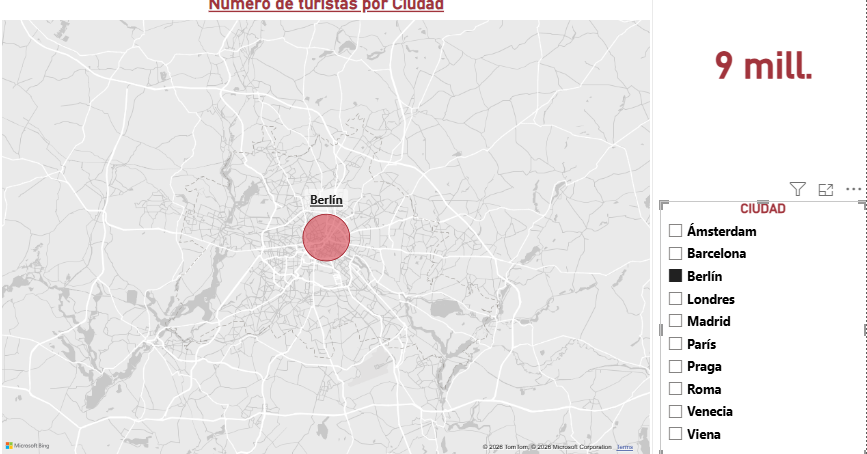 Número de turistas por Ciudad
9 mill.
Berlín
CIUDAD
Ámsterdam
Barcelona
Berlín
Londres
Madrid
París
Praga
Roma
Venecia
Viena
Microsoft Bing
© 2026 TomTom, © 2026 Microsoft Corporation Terms